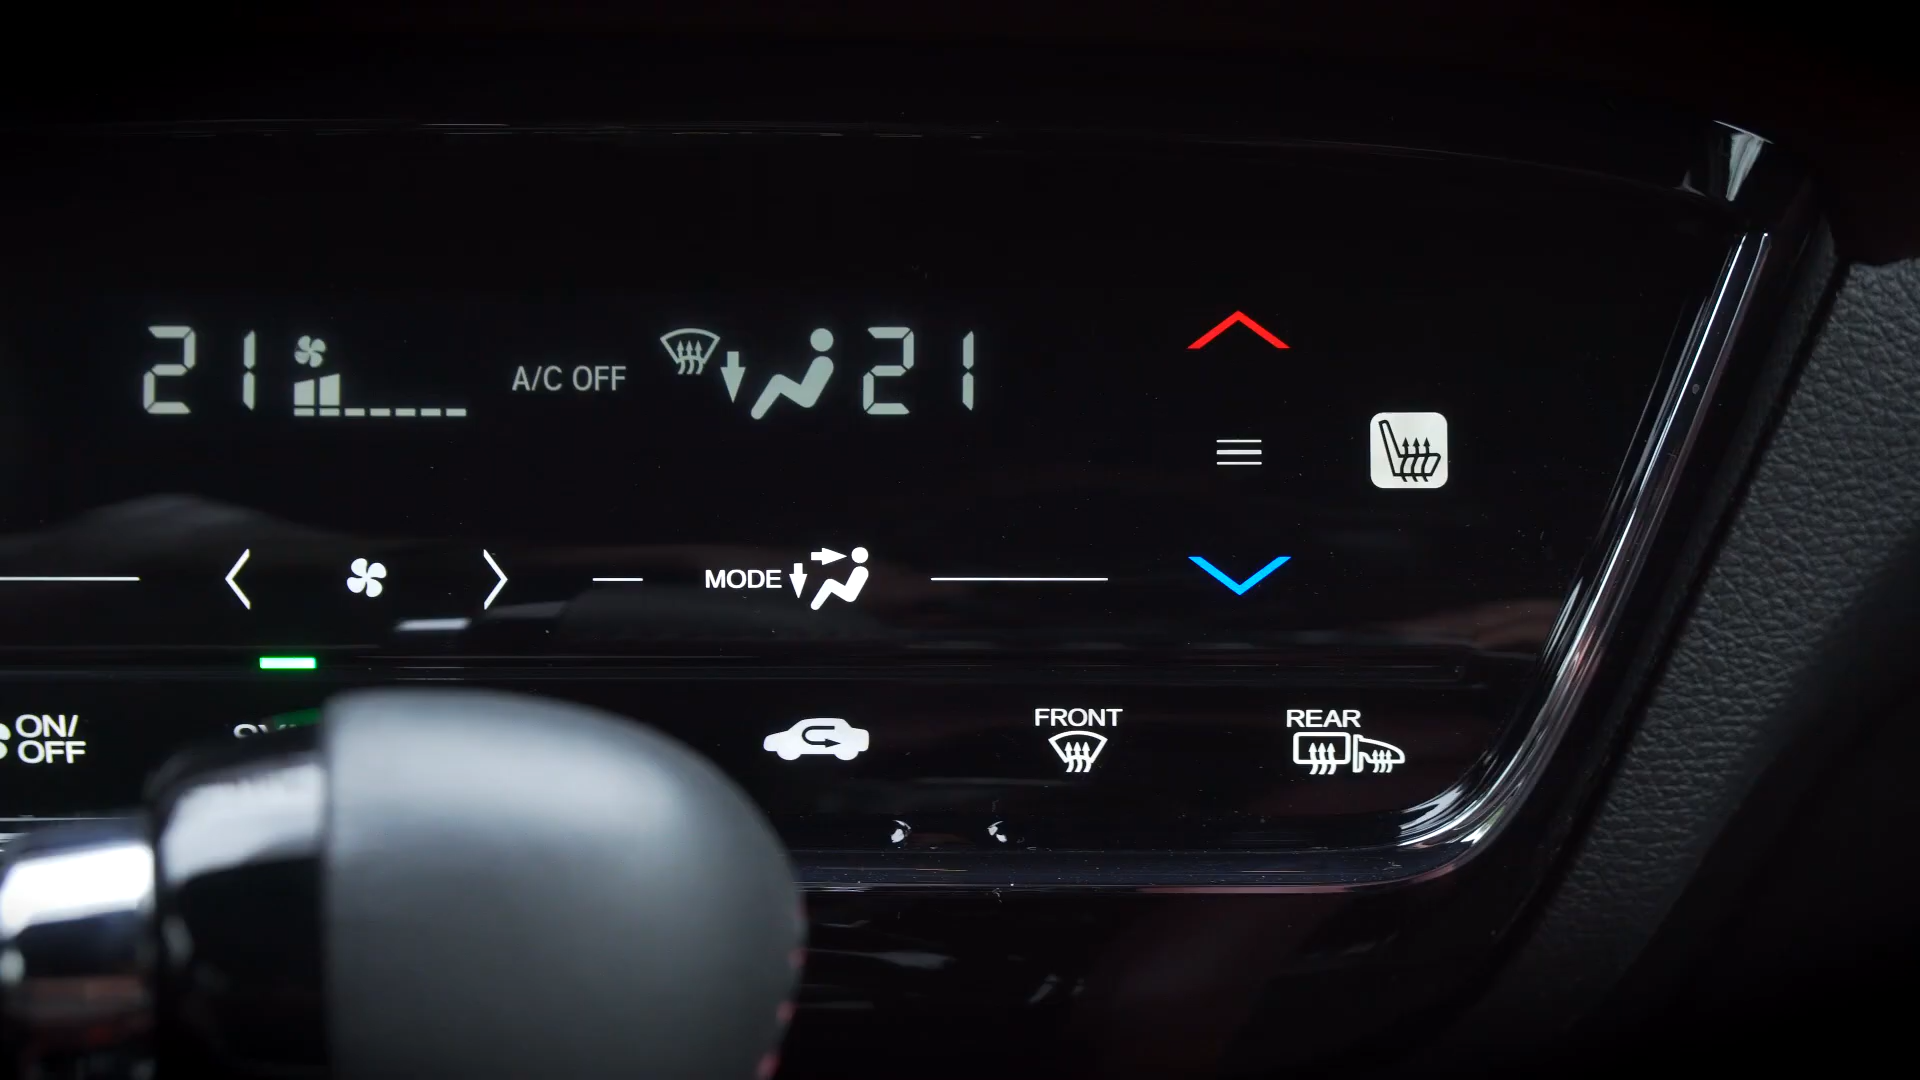 21 A/C OFF 21
MODE
ON/
OFF
FRONT
REAR